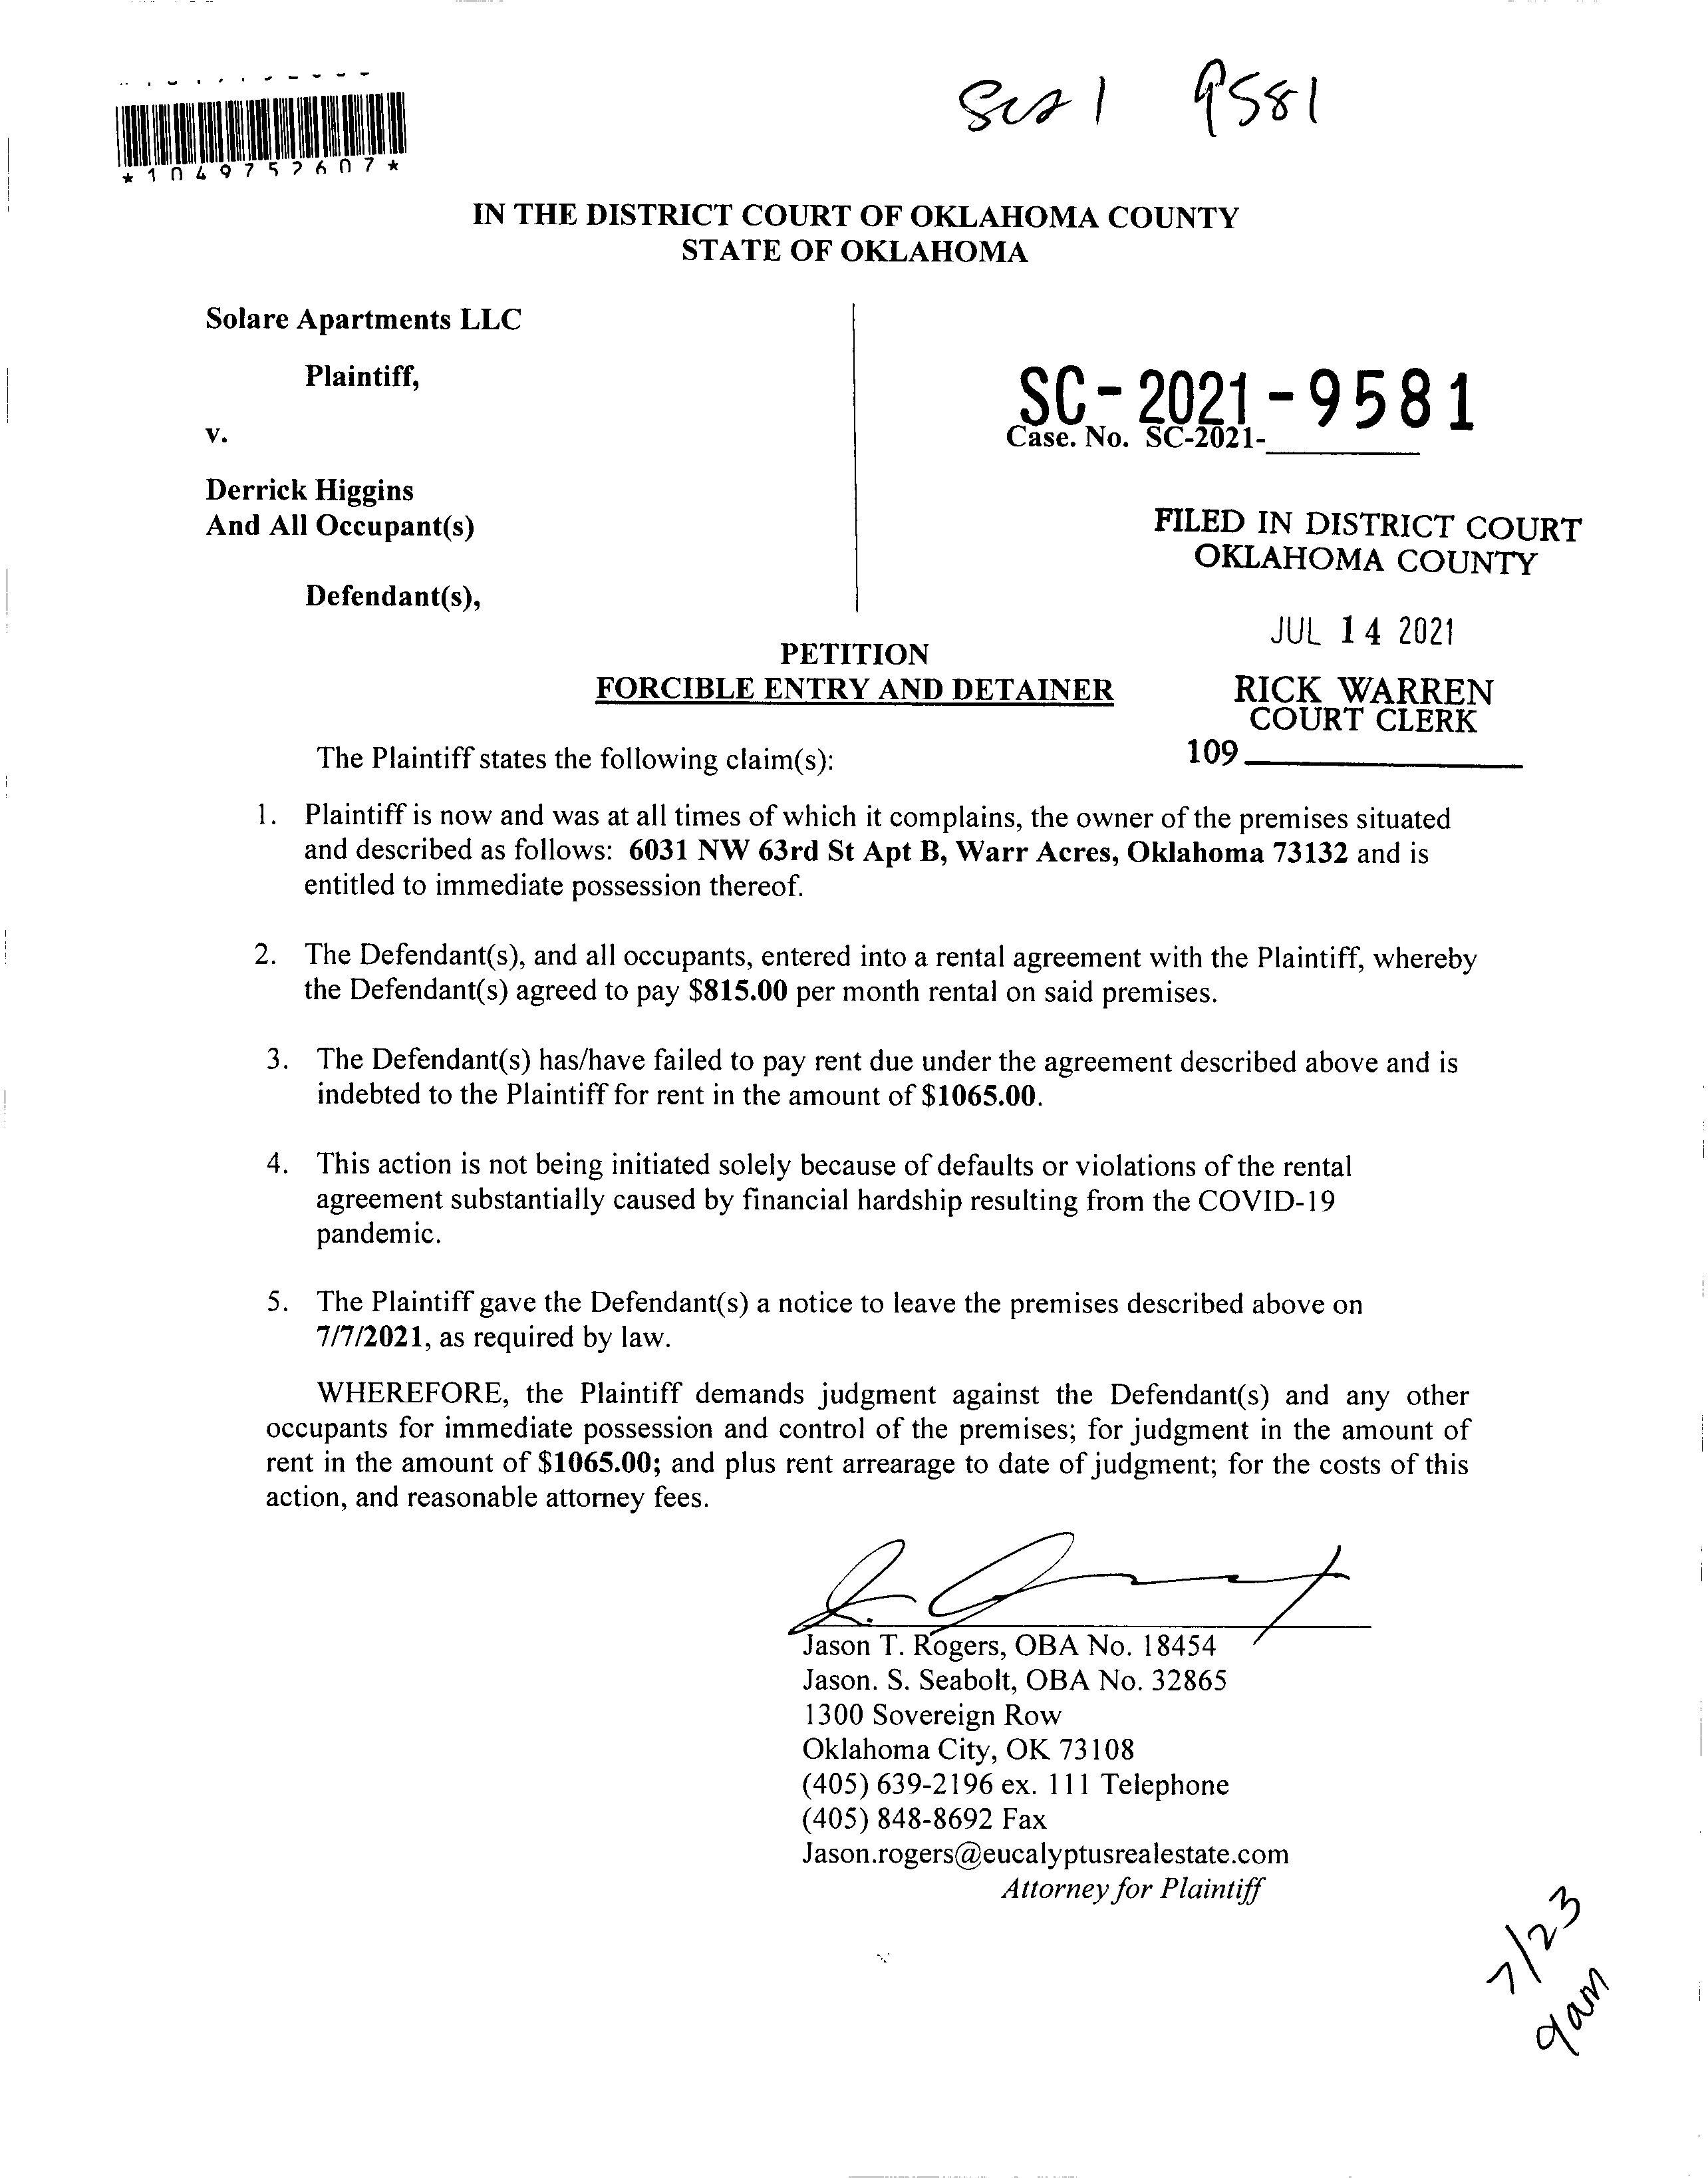 9581
*1049757607*
IN THE DISTRICT COURT OF OKLAHOMA COUNTY
STATE OF OKLAHOMA
Solare Apartments LLC
Plaintiff,
v.
Derrick Higgins
And All Occupant(s)
Defendant(s),
SC-2021-9581
Case. No. SC-2021-
FILED IN DISTRICT COURT
OKLAHOMA COUNTY
JUL 14 2021
RICK WARREN
COURT CLERK
109
PETITION
FORCIBLE ENTRY AND DETAINER
The Plaintiff states the following claim(s):
1. Plaintiff is now and was at all times of which it complains, the owner of the premises situated
and described as follows: 6031 NW 63rd St Apt B, Warr Acres, Oklahoma 73132 and is
entitled to immediate possession thereof.
2. The Defendant(s), and all occupants, entered into a rental agreement with the Plaintiff, whereby
the Defendant(s) agreed to pay $815.00 per month rental on said premises.
3. The Defendant(s) has/have failed to pay rent due under the agreement described above and is
indebted to the Plaintiff for rent in the amount of $1065.00.
4. This action is not being initiated solely because of defaults or violations of the rental
agreement substantially caused by financial hardship resulting from the COVID-19
pandemic.
5. The Plaintiff gave the Defendant(s) a notice to leave the premises described above on
7/7/2021, as required by law.
WHEREFORE, the Plaintiff demands judgment against the Defendant(s) and any other
occupants for immediate possession and control of the premises; for judgment in the amount of
rent in the amount of $1065.00; and plus rent arrearage to date of judgment; for the costs of this
action, and reasonable attorney fees.
Jason T. Rogers, OBA No. 18454
Jason. S. Seabolt, OBA No. 32865
1300 Sovereign Row
Oklahoma City, OK 73108
(405) 639-2196 ex. 111 Telephone
(405) 848-8692 Fax
Jason.rogers@eucalyptusrealestate.com
Attorney for Plaintiff
7/23
9am